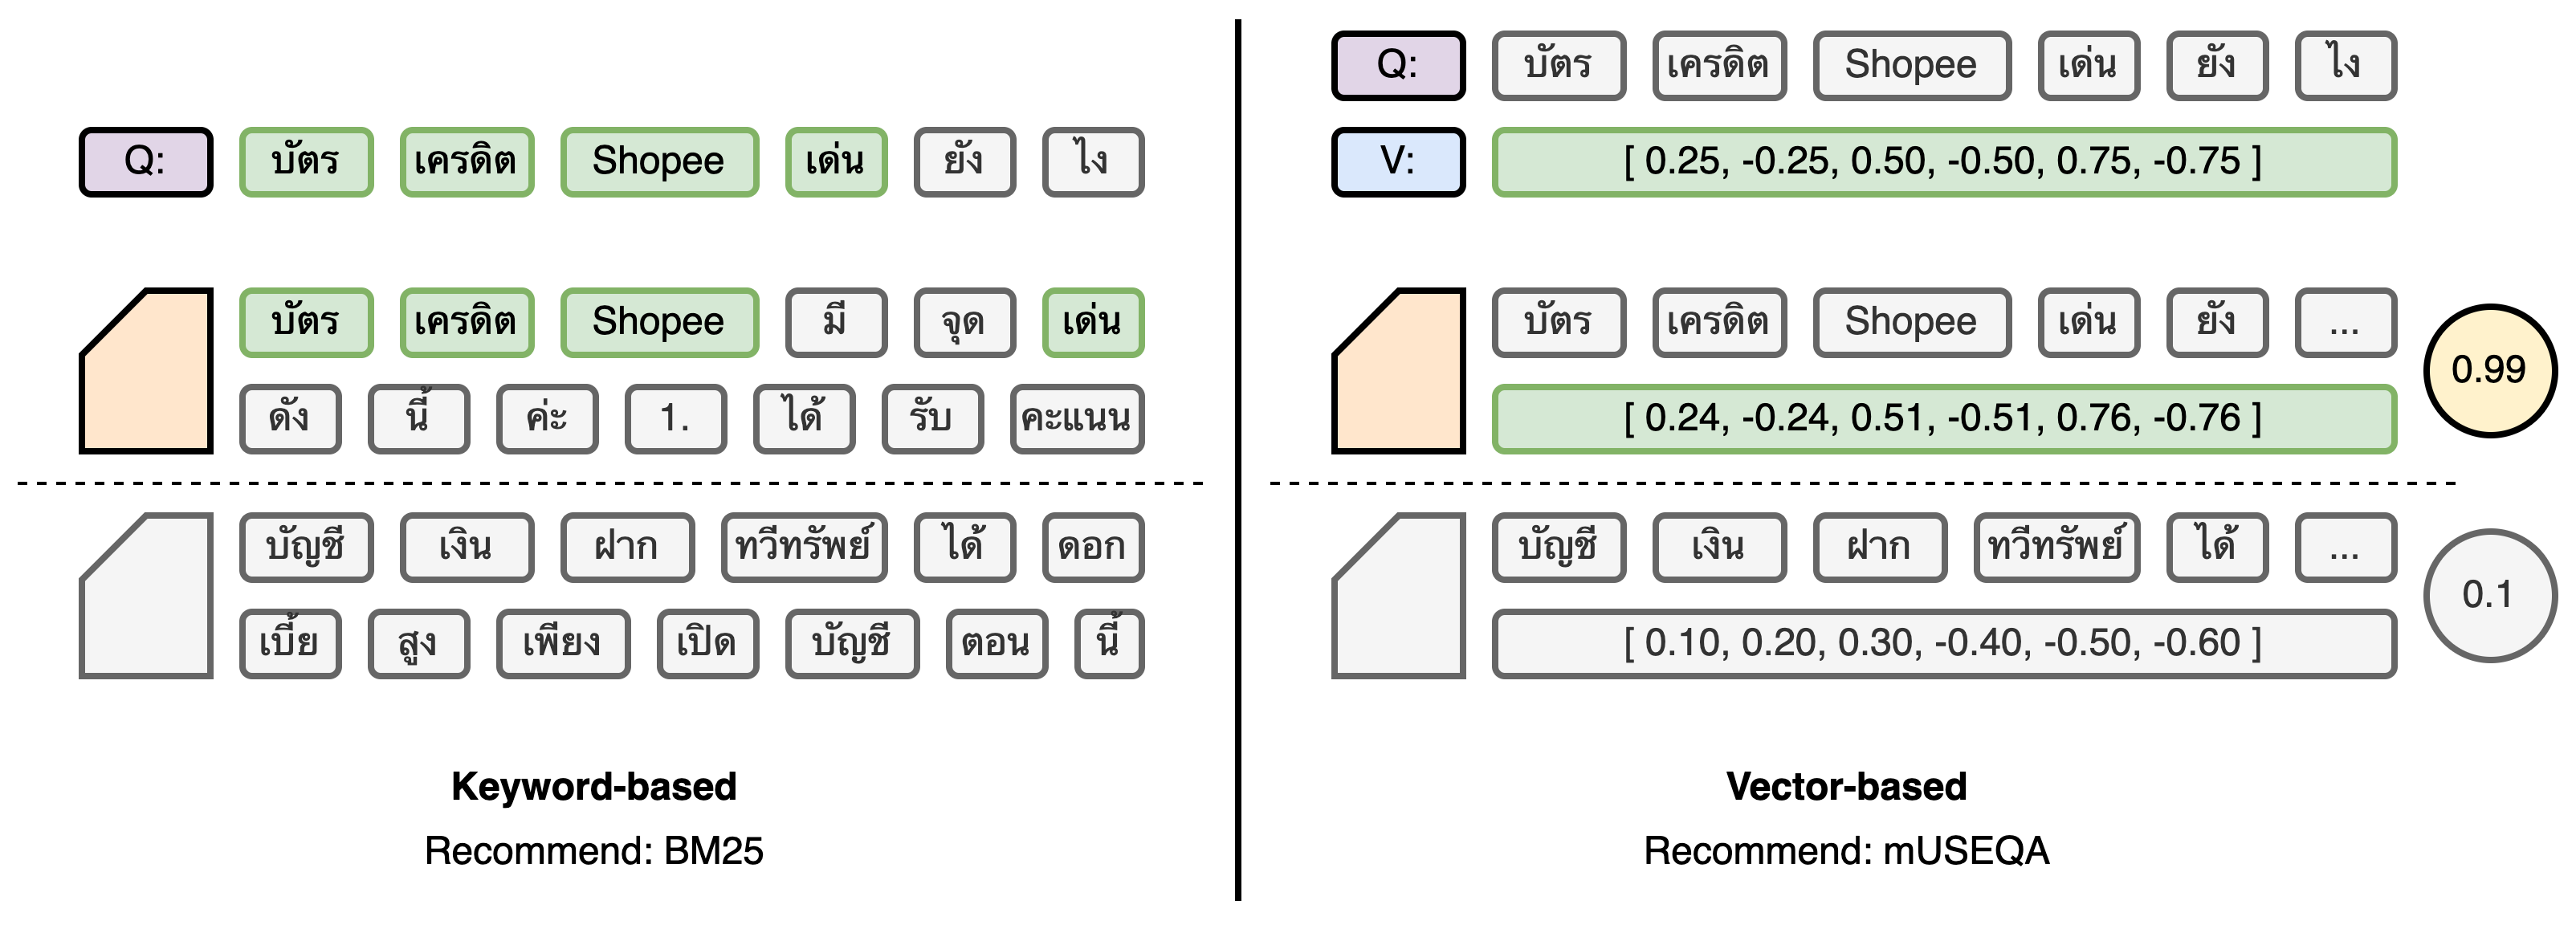 Q: บัตร เครดิต Shopee เด่น ยัง ไง
บัตร เครดิต Shopee มี จุด เด่น
ดัง นี้ ค่ะ 1. ได้ รับ คะแนน
บัญชี เงิน ฝาก ทวีทรัพย์ ได้ ดอก
เบี้ย สูง เพียง เปิด บัญชี ตอน นี้
Keyword-based
Recommend: BM25
Q: บัตร เครดิต Shopee เด่น ยัง ไง
V: [ 0.25, -0.25, 0.50, -0.50, 0.75, -0.75 ]
บัตร เครดิต Shopee เด่น ยัง ...
[ 0.24, -0.24, 0.51, -0.51, 0.76, -0.76 ]
0.99
บัญชี เงิน ฝาก ทวีทรัพย์ ได้ ...
[ 0.10, 0.20, 0.30, -0.40, -0.50, -0.60 ]
0.1
Vector-based
Recommend: mUSEQA